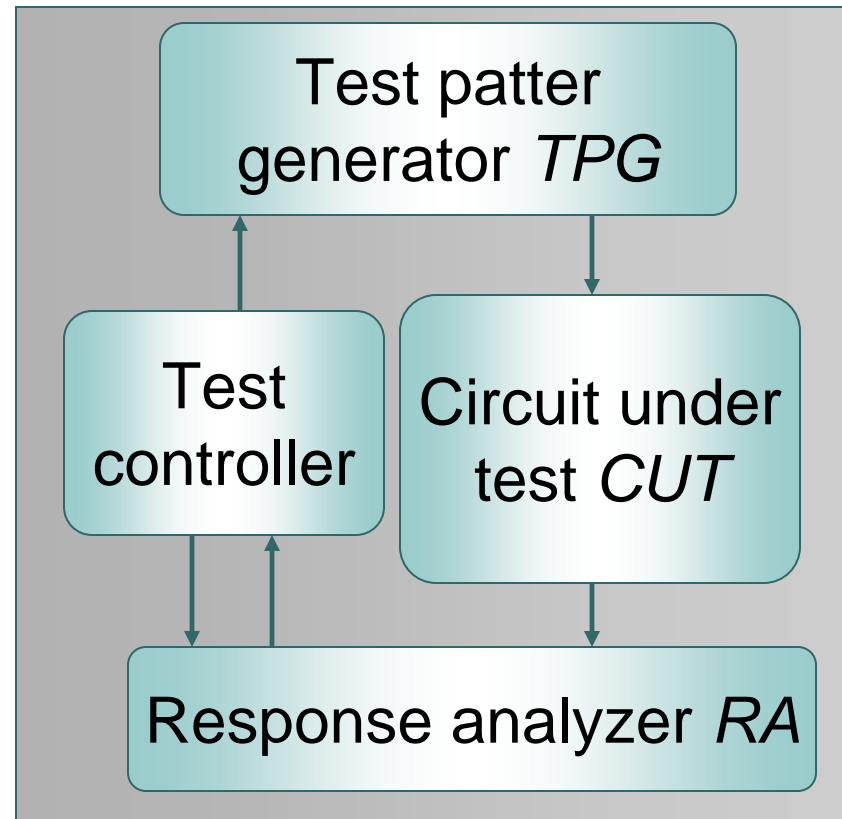 Test patter
generator TPG
Test
controller
Circuit under
test CUT
Response analyzer RA